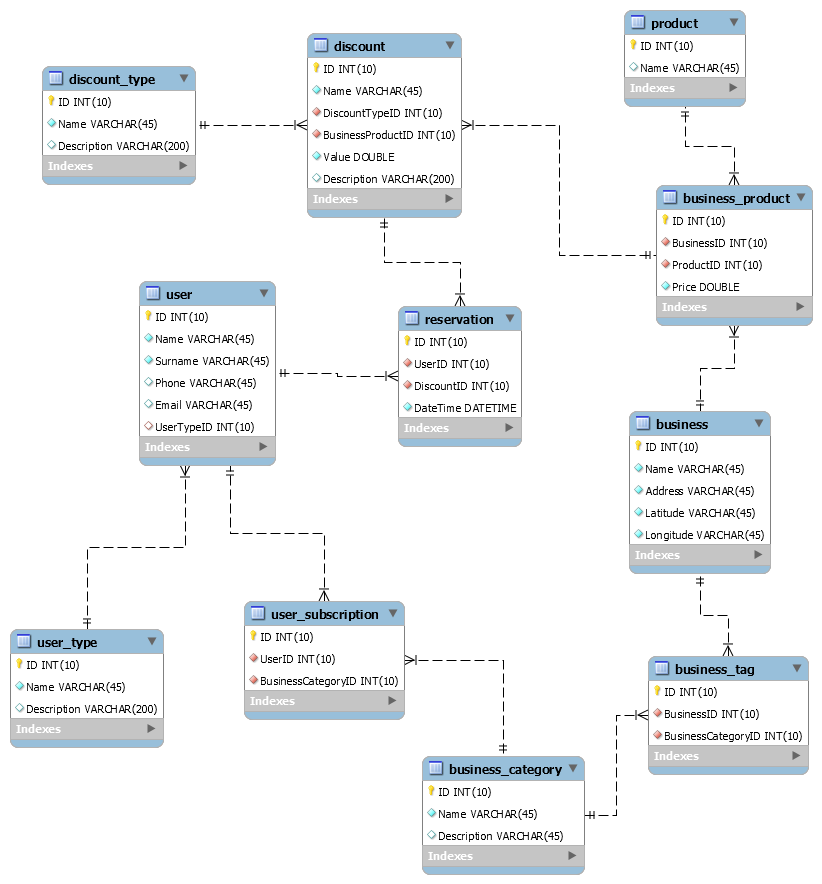 product
ID INT(10)
Name VARCHAR(45)
Indexes
discount
ID INT(10)
Name VARCHAR(45)
DiscountTypeID INT(10)
BusinessProductID INT(10)
Value DOUBLE
Description VARCHAR(200)
Indexes
discount_type
ID INT(10)
Name VARCHAR(45)
Description VARCHAR(200)
Indexes
business_product
ID INT(10)
BusinessID INT(10)
ProductID INT(10)
Price DOUBLE
Indexes
user
ID INT(10)
Name VARCHAR(45)
Surname VARCHAR(45)
Phone VARCHAR(45)
Email VARCHAR(45)
UserTypeID INT(10)
Indexes
reservation
ID INT(10)
UserID INT(10)
DiscountID INT(10)
DateTime DATETIME
Indexes
business
ID INT(10)
Name VARCHAR(45)
Address VARCHAR(45)
Latitude VARCHAR(45)
Longitude VARCHAR(45)
Indexes
user_type
ID INT(10)
Name VARCHAR(45)
Description VARCHAR(200)
Indexes
user_subscription
ID INT(10)
UserID INT(10)
BusinessCategoryID INT(10)
Indexes
business_tag
ID INT(10)
BusinessID INT(10)
BusinessCategoryID INT(10)
Indexes
business_category
ID INT(10)
Name VARCHAR(45)
Description VARCHAR(45)
Indexes